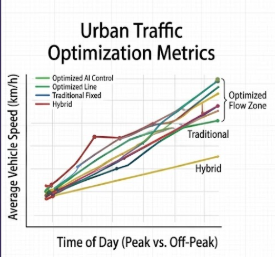 Urban Traffic
Optimization Metrics
Optimized AI Control
Optimized Line
Traditional Fixed
Hybrid
Average Vehicle Speed (km/h)
Optimized
Flow Zone
Traditional
Hybrid
Time of Day (Peak vs. Off-Peak)